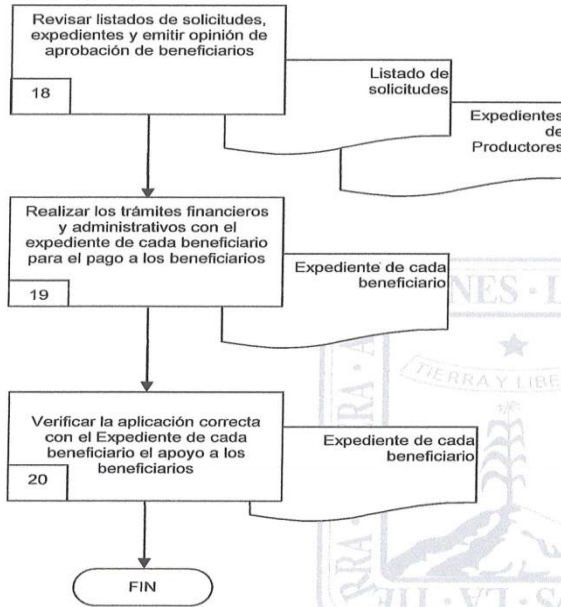 Revisar listados de solicitudes,
expedientes y emitir opinión de
aprobación de beneficiarios
18
Listado de
solicitudes
Expedientes
de
Productores
Realizar los trámites financieros
y administrativos con el
expediente de cada beneficiario
para el pago a los beneficiarios
19
Expediente de cada
beneficiario
Verificar la aplicación correcta
con el Expediente de cada
beneficiario el apoyo a los
beneficiarios
20
Expediente de cada
beneficiario
FIN
TIERRA Y LIBE